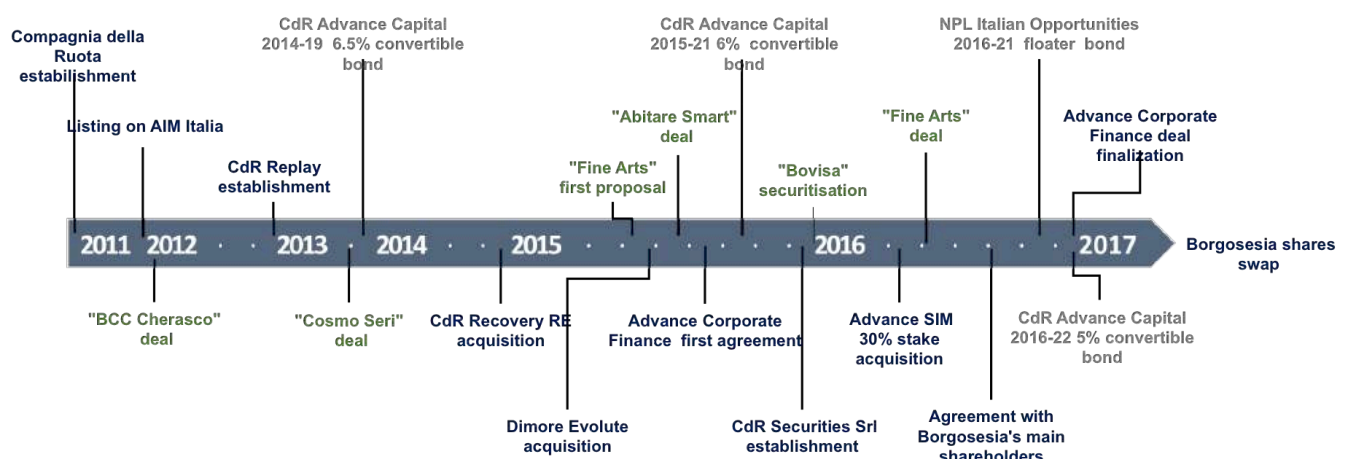 Compagnia della
Ruota
estabilishment
Listing on AIM Italia
CdR Replay
establishment
CdR Advance Capital
2014-19 6.5% convertible
bond
"Fine Arts"
first proposal
"Abitare Smart"
deal
CdR Advance Capital
2015-21 6% convertible
bond
"Bovisa"
securitisation
"Fine Arts"
deal
NPL Italian Opportunities
2016-21 floater bond
Advance Corporate
Finance deal
finalization
2011 2012 2013 2014 2015 2016 2017
Borgosesia shares
swap
"BCC Cherasco"
deal
"Cosmo Seri"
deal
CdR Recovery RE
acquisition
Dimore Evolute
acquisition
Advance Corporate
Finance first agreement
CdR Securities Srl
establishment
Advance SIM
30% stake
acquisition
Agreement with
Borgosesia's main
shareholders
CdR Advance Capital
2016-22 5% convertible
bond